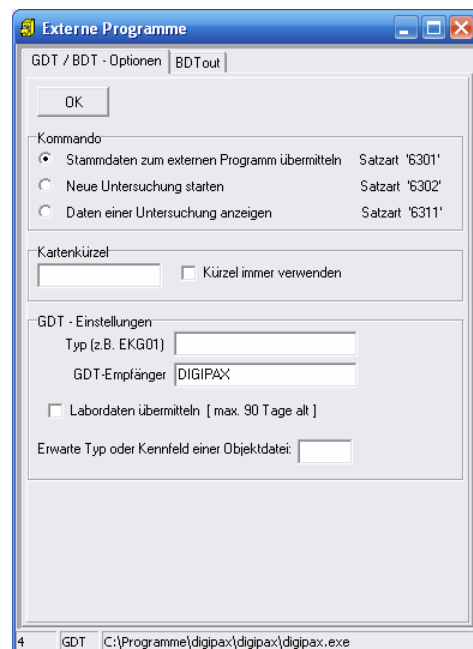 Externe Programme
GDT / BDT - Optionen BDTout
OK
Kommando
Stammdaten zum externen Programm übermitteln Satzart '6301'
Neue Untersuchung starten Satzart '6302'
Daten einer Untersuchung anzeigen Satzart '6311'
Kartenkürzel
Kürzel immer verwenden
GDT - Einstellungen
Typ (z.B. EKG01)
GDT-Empfänger DIGIPAX
Labordaten übermitteln [ max. 90 Tage alt ]
Erwarte Typ oder Kennfeld einer Objektdatei:
4 GDT C:\Programme\digipax\digipax\digipax.exe